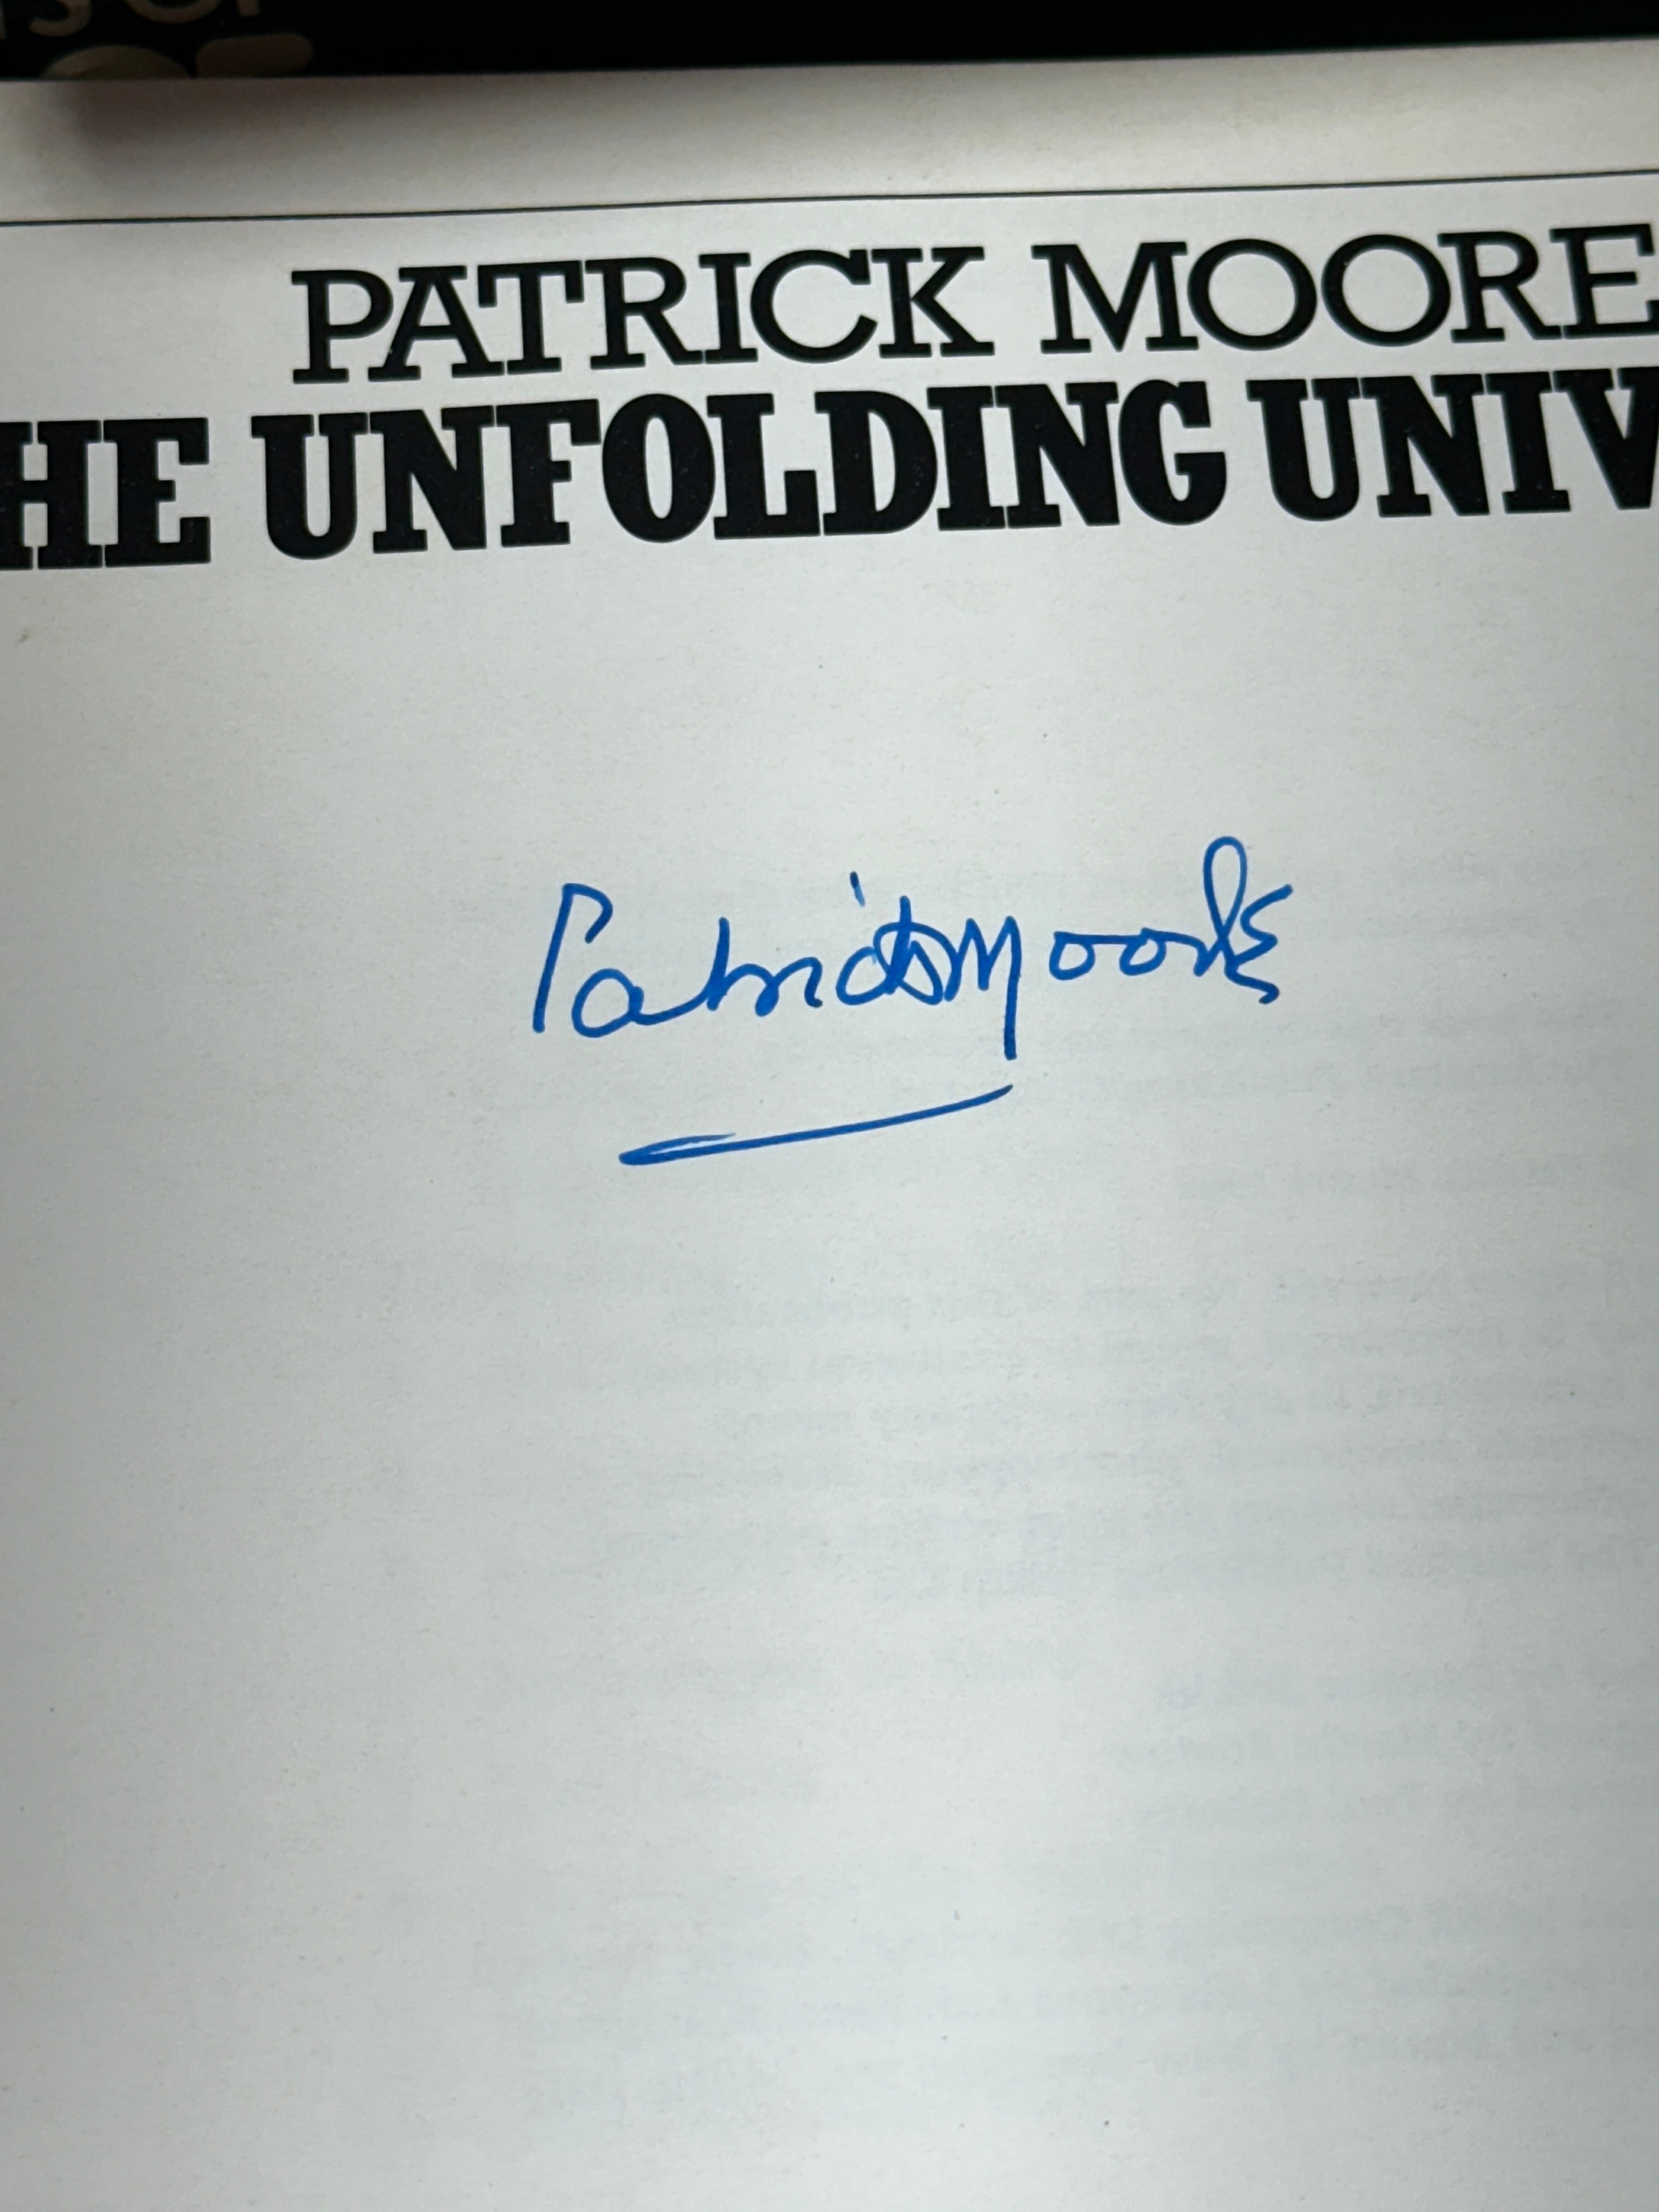 PATRICK MOORE
HE UNFOLDING UNIV
Patrick Moore